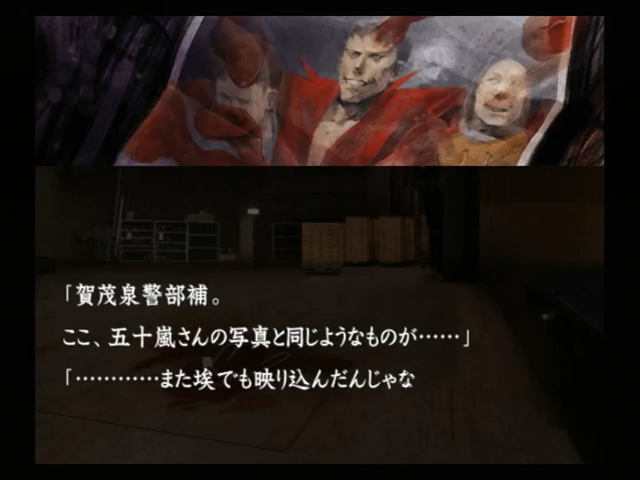 「賀茂泉警部補。
ここ、五十嵐さんの写真と同じようなものが……」
「…………また埃でも映り込んだんじゃな